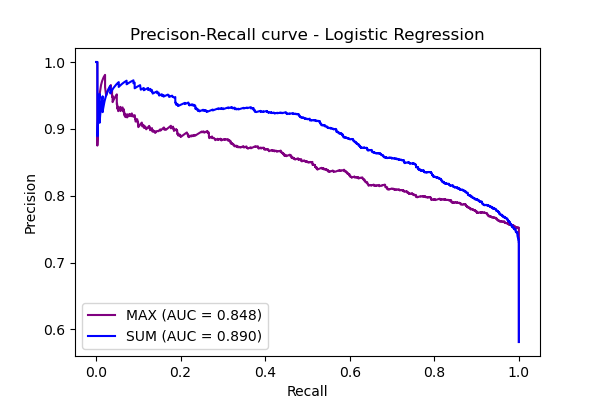 Precison-Recall curve - Logistic Regression
1.0
0.9
0.8
0.7
0.6
Precision
MAX (AUC = 0.848)
SUM (AUC = 0.890)
0.0 0.2 0.4 0.6 0.8 1.0
Recall